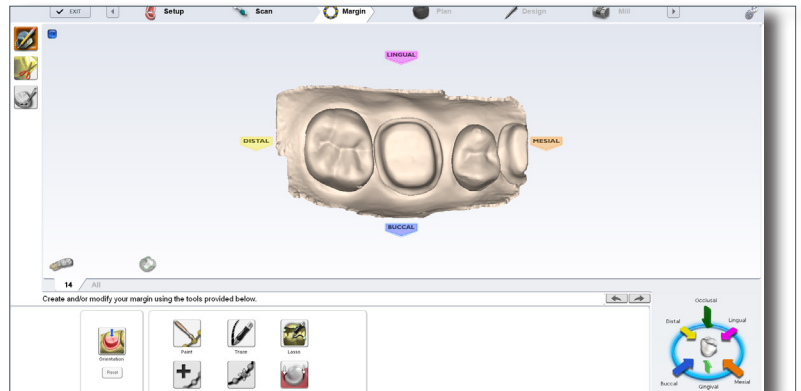 EXIT Setup Scan Margin Plan Design Mill
LINGUAL
DISTAL MESIAL
BUCCAL
14 All
Create and/or modify your margin using the tools provided below.
Occlusal
Distal Lingual
Paint Trace Lasso
Orientation
Reset
Buccal Mesial
Gingival